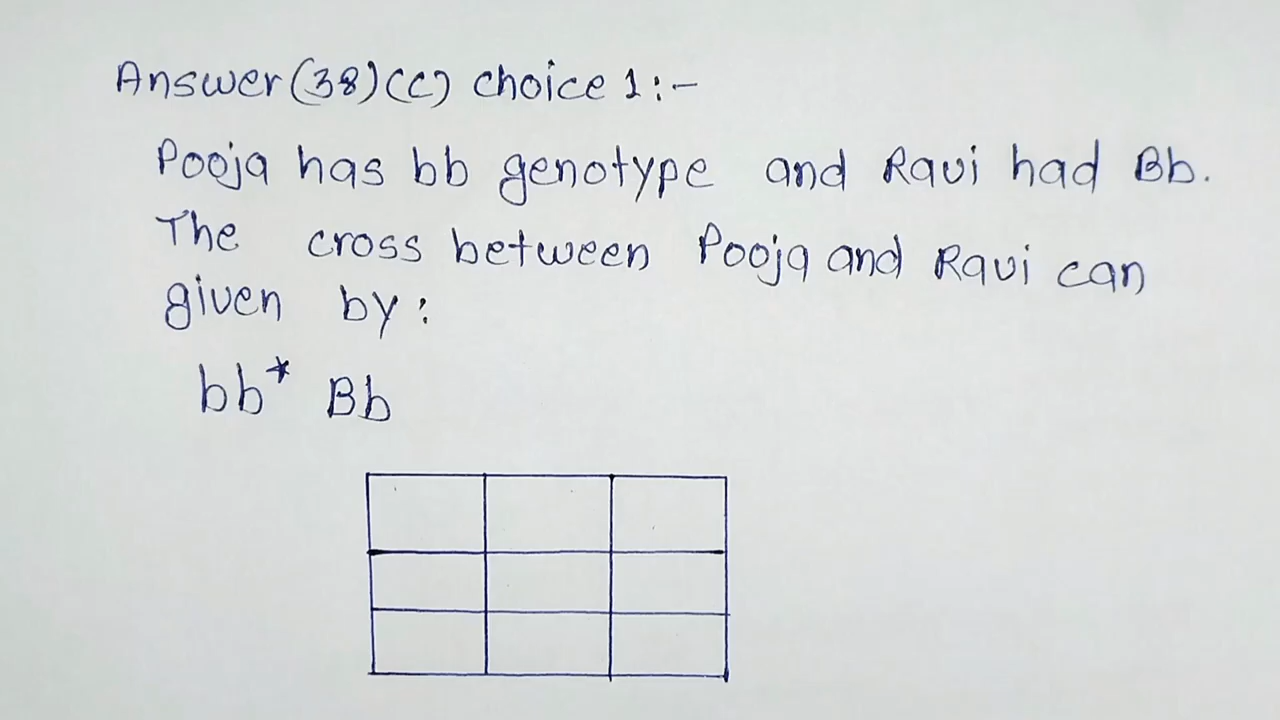 Answer(38)(C) choice 1:-
Pooja has bb genotype and Ravi had Bb.
The cross between Pooja and Ravi can
given by:
bb* Bb